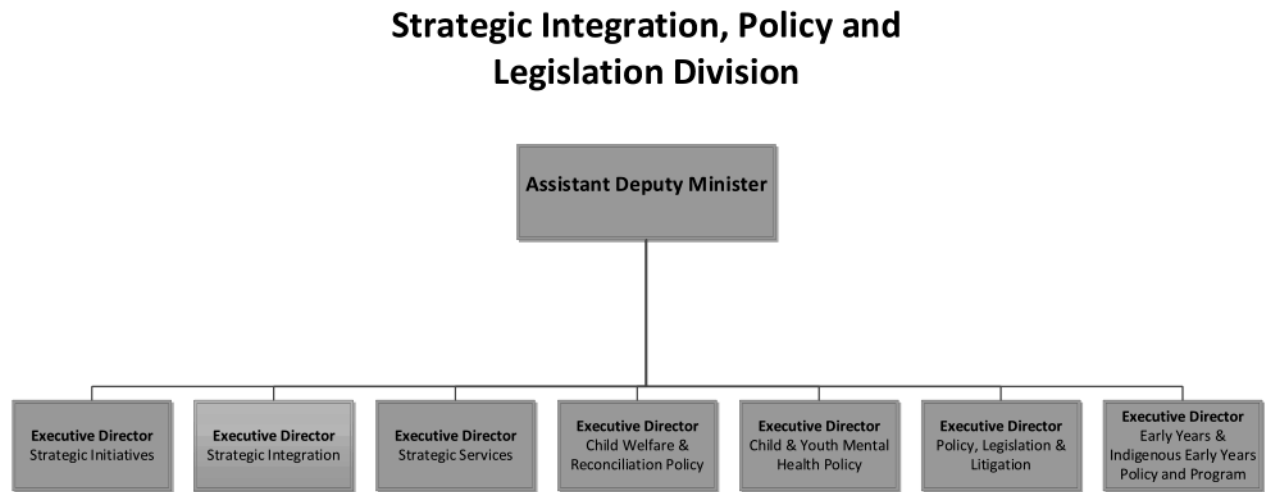 Strategic Integration, Policy and
Legislation Division
Assistant Deputy Minister
Executive Director
Strategic Initiatives
Executive Director
Strategic Integration
Executive Director
Strategic Services
Executive Director
Child Welfare &
Reconciliation Policy
Executive Director
Child & Youth Mental
Health Policy
Executive Director
Policy, Legislation &
Litigation
Executive Director
Early Years &
Indigenous Early Years
Policy and Program